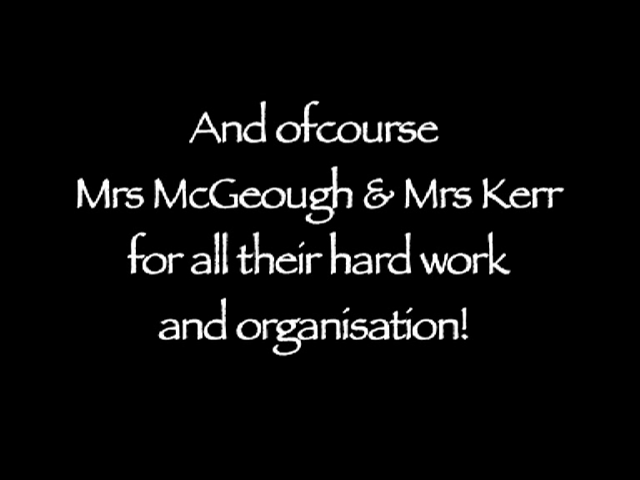 And ofcourse
Mrs McGeough & Mrs Kerr
for all their hard work
and organisation!